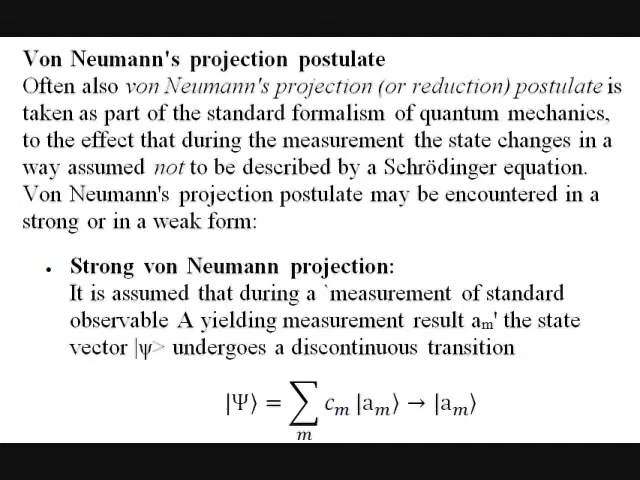 Von Neumann's projection postulate
Often also von Neumann's projection (or reduction) postulate is
taken as part of the standard formalism of quantum mechanics,
to the effect that during the measurement the state changes in a
way assumed not to be described by a Schrödinger equation.
Von Neumann's projection postulate may be encountered in a
strong or in a weak form:
• Strong von Neumann projection:
It is assumed that during a `measurement of standard
observable A yielding measurement result aₘ' the state
vector |ψ> undergoes a discontinuous transition
|Ψ⟩ = ∑ₘ cₘ |aₘ⟩ → |aₘ⟩